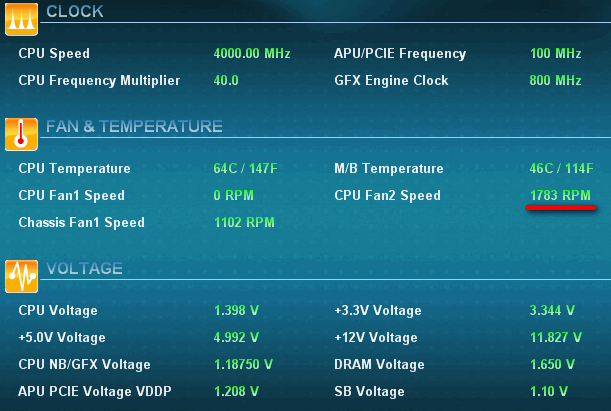 CLOCK
CPU Speed 4000.00 MHz APU/PCIE Frequency 100 MHz
CPU Frequency Multiplier 40.0 GFX Engine Clock 800 MHz
FAN & TEMPERATURE
CPU Temperature 64C / 147F M/B Temperature 46C / 114F
CPU Fan1 Speed 0 RPM CPU Fan2 Speed 1783 RPM
Chassis Fan1 Speed 1102 RPM
VOLTAGE
CPU Voltage 1.398 V +3.3V Voltage 3.344 V
+5.0V Voltage 4.992 V +12V Voltage 11.827 V
CPU NB/GFX Voltage 1.18750 V DRAM Voltage 1.650 V
APU PCIE Voltage VDDP 1.208 V SB Voltage 1.10 V